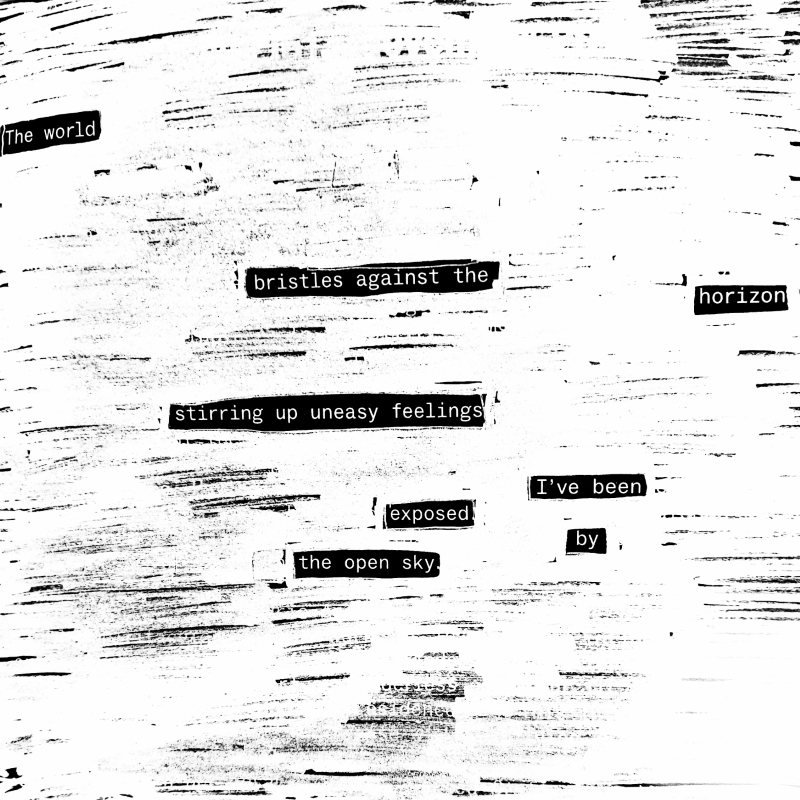 The world
bristles against the
horizon
stirring up uneasy feelings
I've been
exposed
by
the open sky.